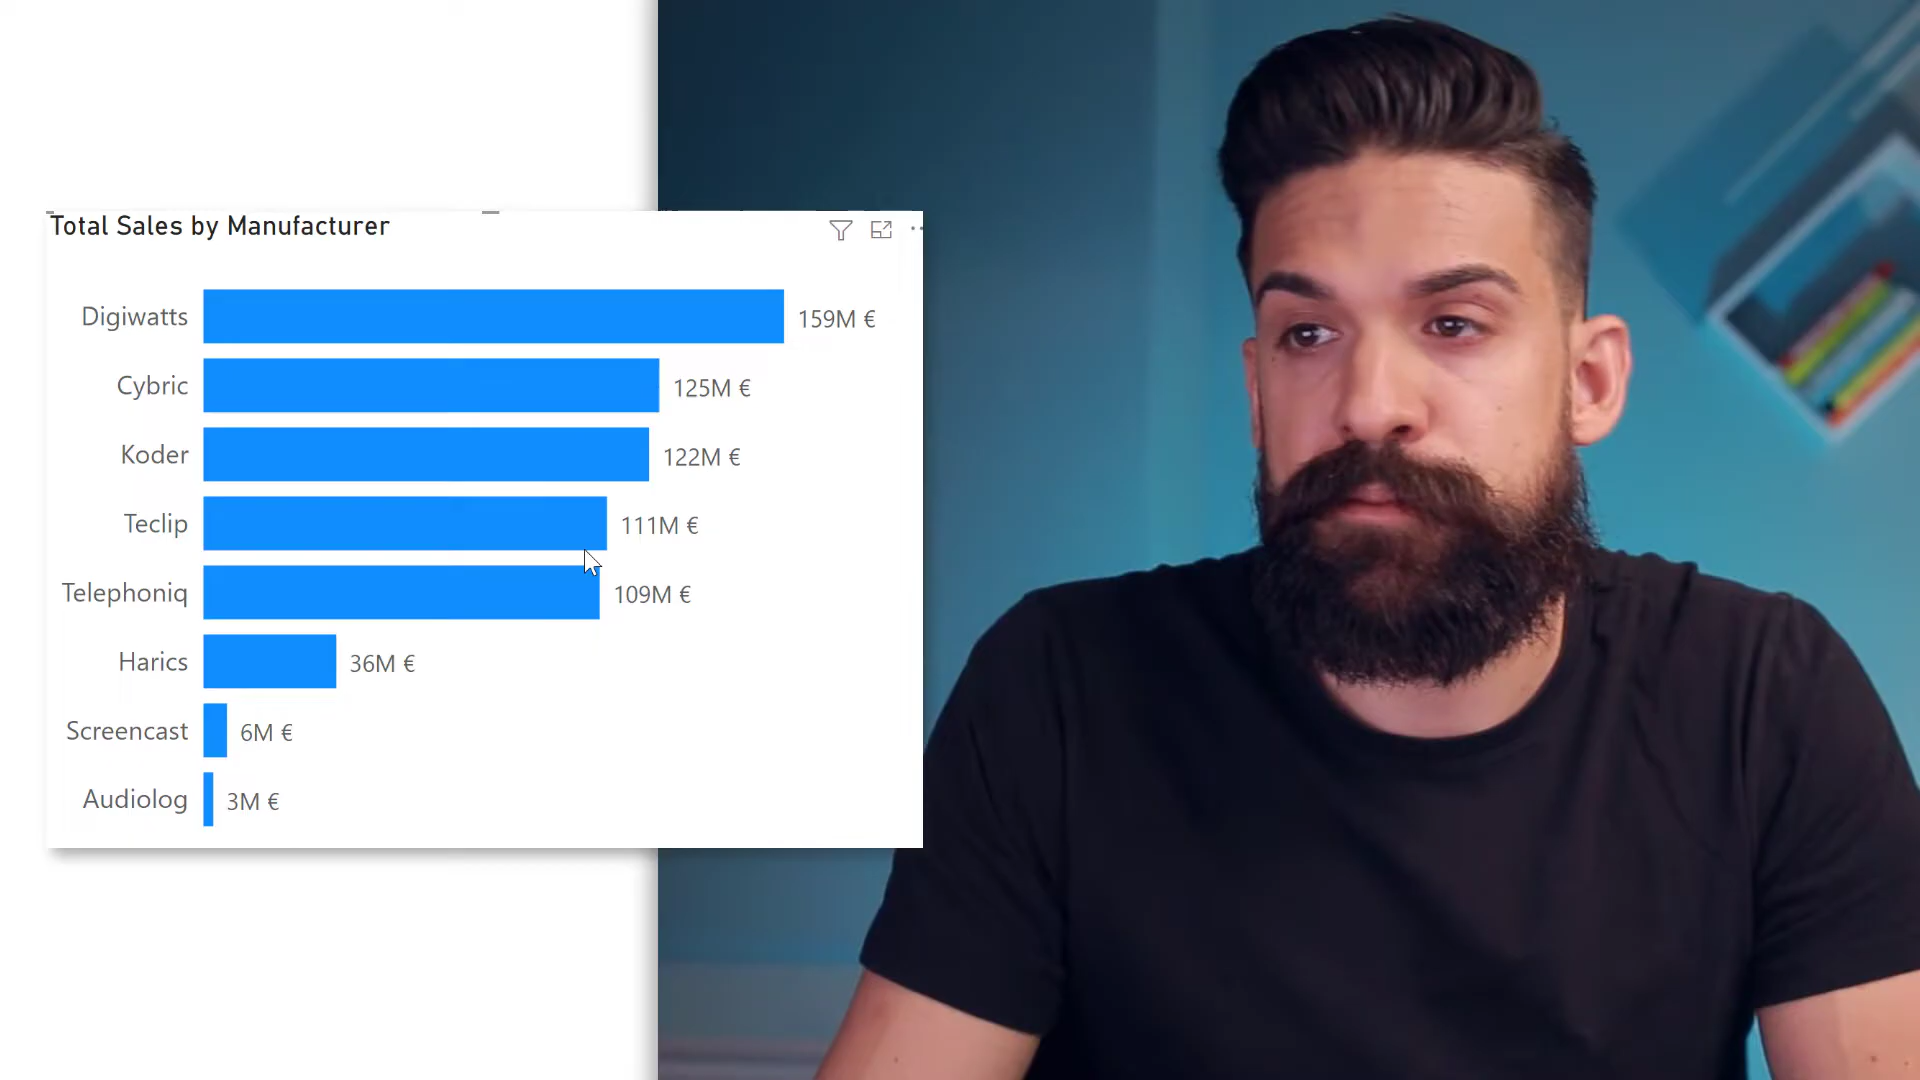 Total Sales by Manufacturer
Digiwatts 159M €
Cybric 125M €
Koder 122M €
Teclip 111M €
Telephoniq 109M €
Harics 36M €
Screencast 6M €
Audiolog 3M €